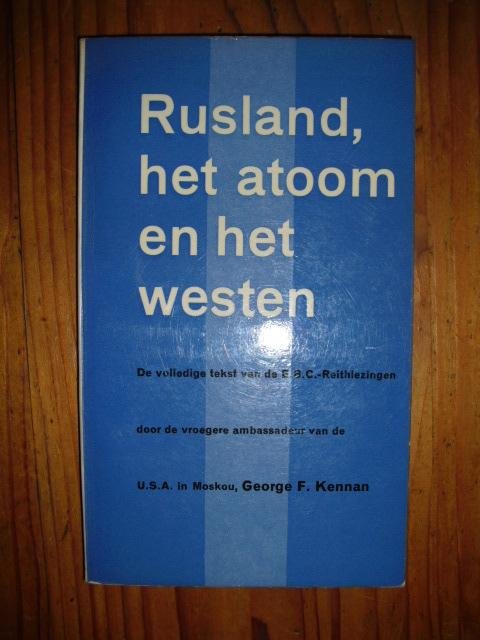 Rusland,
het atoom
en het
westen
De volledige tekst van de B.B.C.-Reithlezingen
door de vroegere ambassadeur van de
U.S.A. in Moskou, George F. Kennan